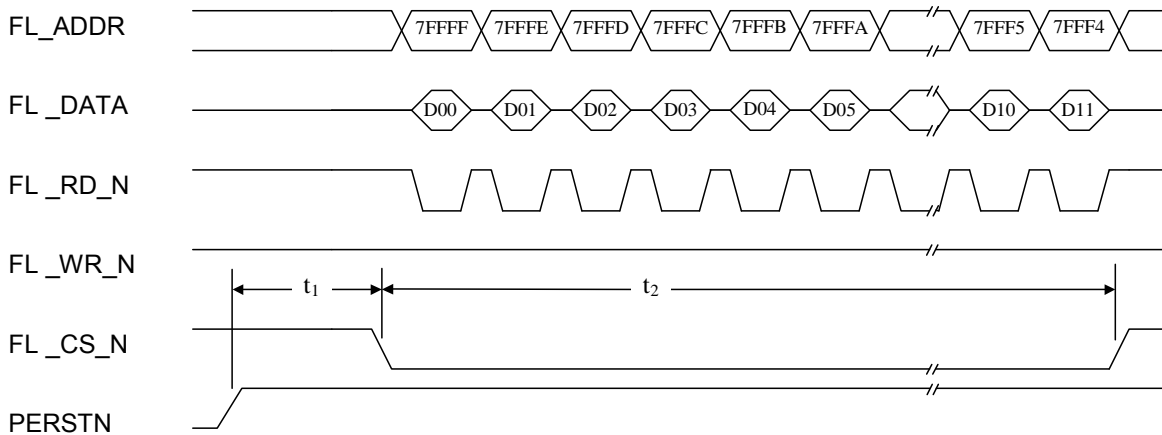 FL_ADDR 7FFFF 7FFFE 7FFFD 7FFFC 7FFFB 7FFFA 7FFF5 7FFF4
FL _DATA D00 D01 D02 D03 D04 D05 D10 D11
FL _RD_N
FL _WR_N
t1 t2
FL _CS_N
PERSTN